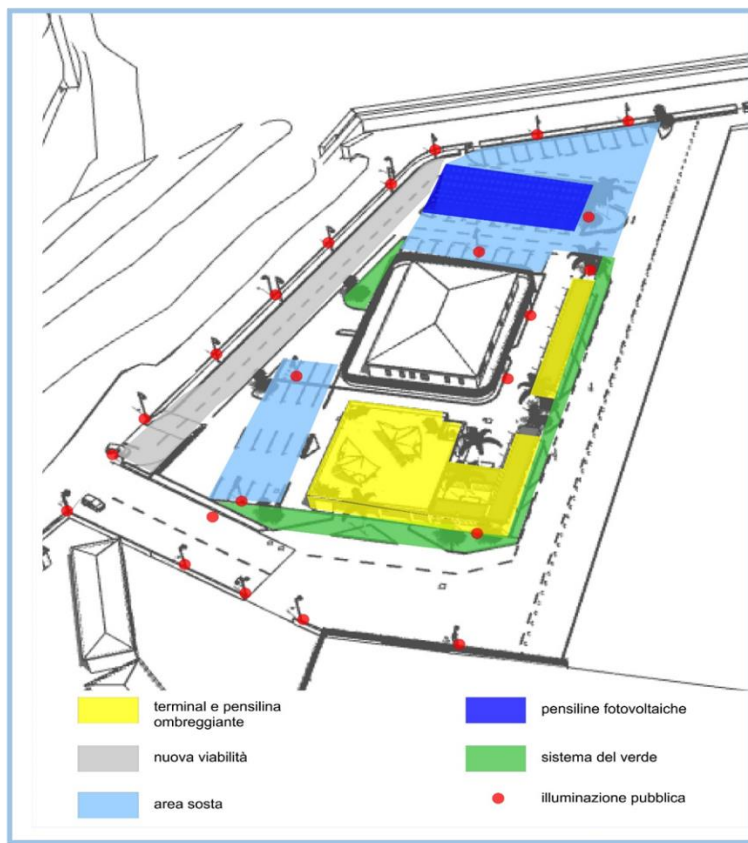 terminal e pensilina
ombreggiante
nuova viabilità
area sosta
pensiline fotovoltaiche
sistema del verde
illuminazione pubblica